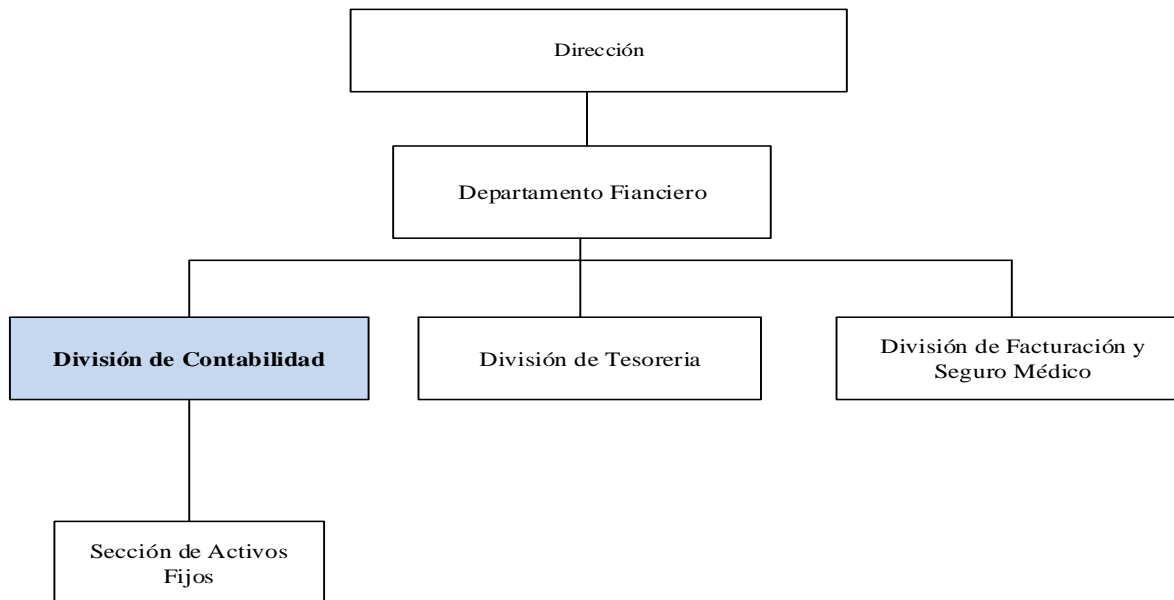 Dirección
Departamento Fianciero
División de Contabilidad
División de Tesoreria
División de Facturación y
Seguro Médico
Sección de Activos
Fijos